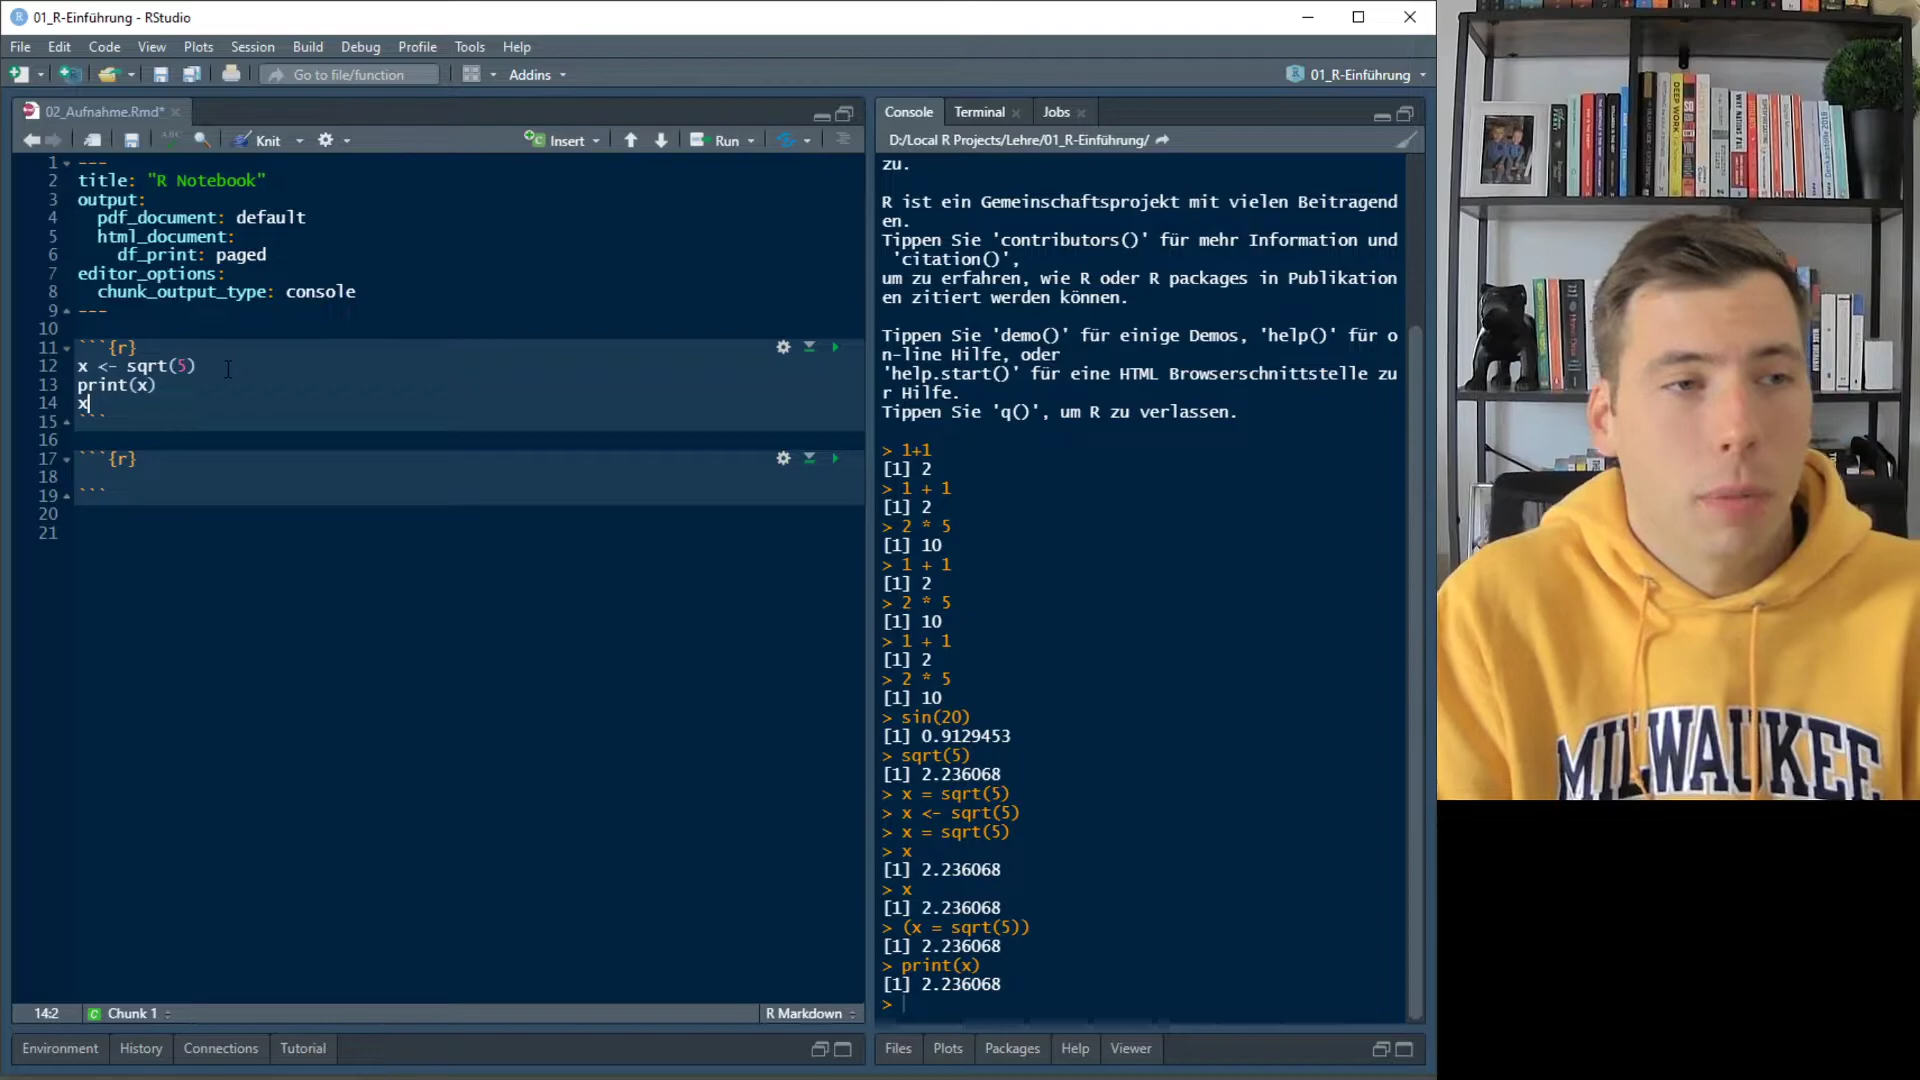 01_R-Einführung - RStudio
File Edit Code View Plots Session Build Debug Profile Tools Help
Go to file/function
Addins
01_R-Einführung
02_Aufnahme.Rmd*
Knit
Insert
Run
1 ---
2 title: "R Notebook"
3 output:
4 pdf_document: default
5 html_document:
6 df_print: paged
7 editor_options:
8 chunk_output_type: console
9 ---
10
11 ```{r}
12 x <- sqrt(5)
13 print(x)
14 x
15 ```
16
17 ```{r}
18
19 ```
20
21
14:2
Chunk 1
R Markdown
Environment History Connections Tutorial
Console Terminal Jobs
D:/Local R Projects/Lehre/01_R-Einführung/
zu.
R ist ein Gemeinschaftsprojekt mit vielen Beitragend
en.
Tippen Sie 'contributors()' für mehr Information und
'citation()',
um zu erfahren, wie R oder R packages in Publikation
en zitiert werden können.
Tippen Sie 'demo()' für einige Demos, 'help()' für o
n-line Hilfe, oder
'help.start()' für eine HTML Browserschnittstelle zu
r Hilfe.
Tippen Sie 'q()', um R zu verlassen.
> 1+1
[1] 2
> 1 + 1
[1] 2
> 2 * 5
[1] 10
> 1 + 1
[1] 2
> 2 * 5
[1] 10
> 1 + 1
[1] 2
> 2 * 5
[1] 10
> sin(20)
[1] 0.9129453
> sqrt(5)
[1] 2.236068
> x = sqrt(5)
> x <- sqrt(5)
> x = sqrt(5)
> x
[1] 2.236068
> x
[1] 2.236068
> (x = sqrt(5))
[1] 2.236068
> print(x)
[1] 2.236068
>
Files Plots Packages Help Viewer
DEEP WORK
MILWAUKEE